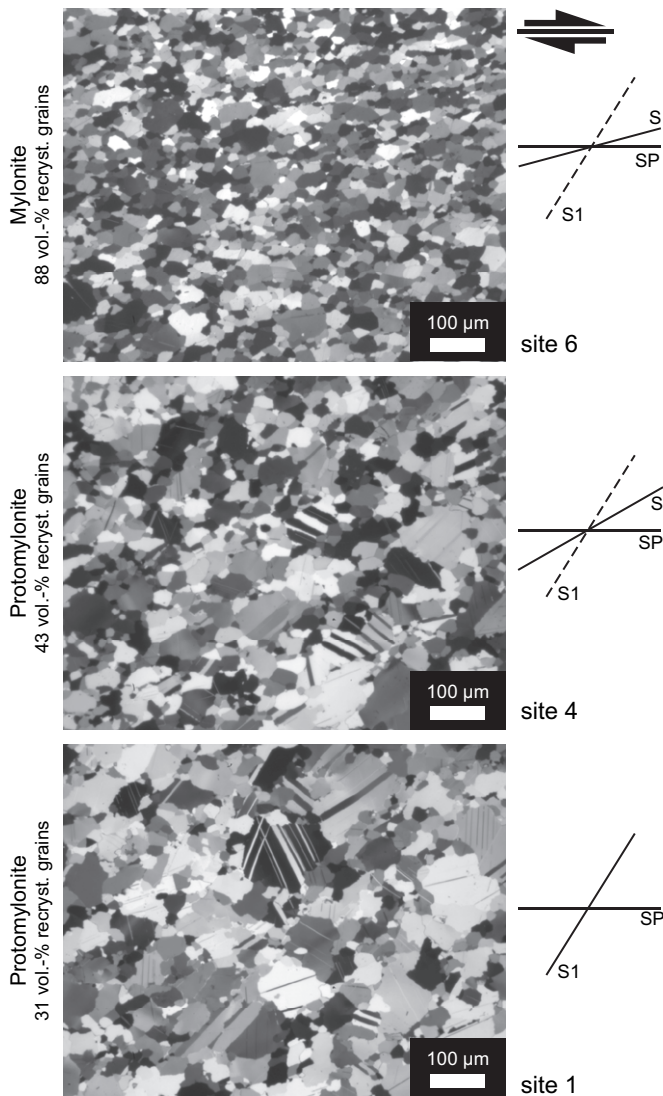 Mylonite
88 vol.-% recryst. grains
100 µm
S
SP
S1
site 6
Protomylonite
43 vol.-% recryst. grains
100 µm
S
SP
S1
site 4
Protomylonite
31 vol.-% recryst. grains
100 µm
SP
S1
site 1